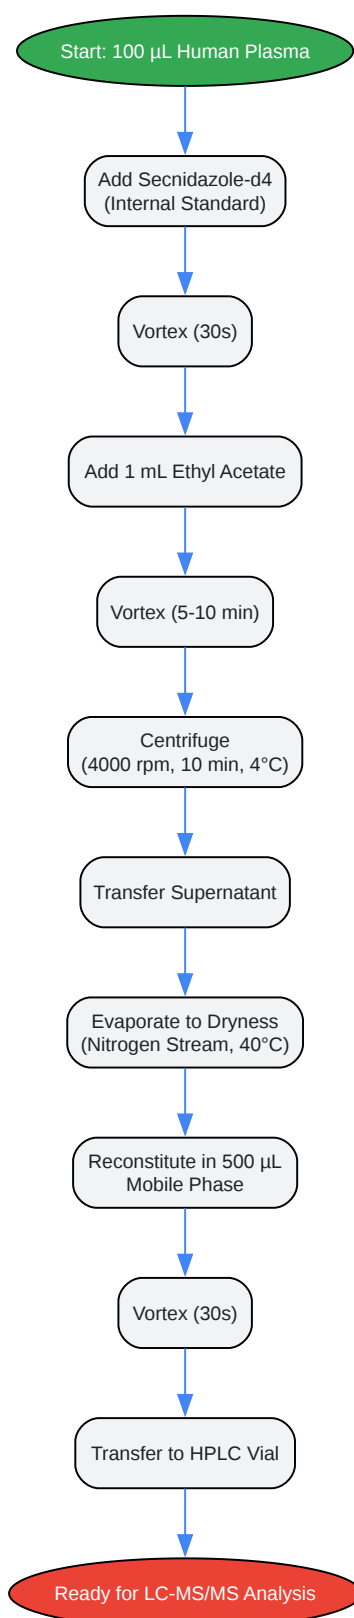 Start: 100 µL Human Plasma
Add Secnidazole-d4
(Internal Standard)
Vortex (30s)
Add 1 mL Ethyl Acetate
Vortex (5-10 min)
Centrifuge
(4000 rpm, 10 min, 4°C)
Transfer Supernatant
Evaporate to Dryness
(Nitrogen Stream, 40°C)
Reconstitute in 500 µL
Mobile Phase
Vortex (30s)
Transfer to HPLC Vial
Ready for LC-MS/MS Analysis